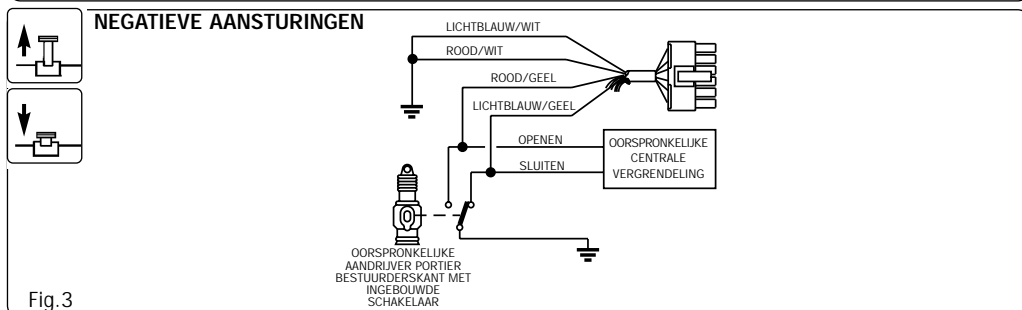 NEGATIEVE AANSTURINGEN
LICHTBLAUW/WIT
ROOD/WIT
ROOD/GEEL
LICHTBLAUW/GEEL
OPENEN
SLUITEN
OORSPRONKELIJKE
CENTRALE
VERGRENDELING
OORSPRONKELIJKE
AANDRIJVER PORTIER
BESTUURDERSKANT MET
INGEBOUWDE
SCHAKELAAR
Fig.3